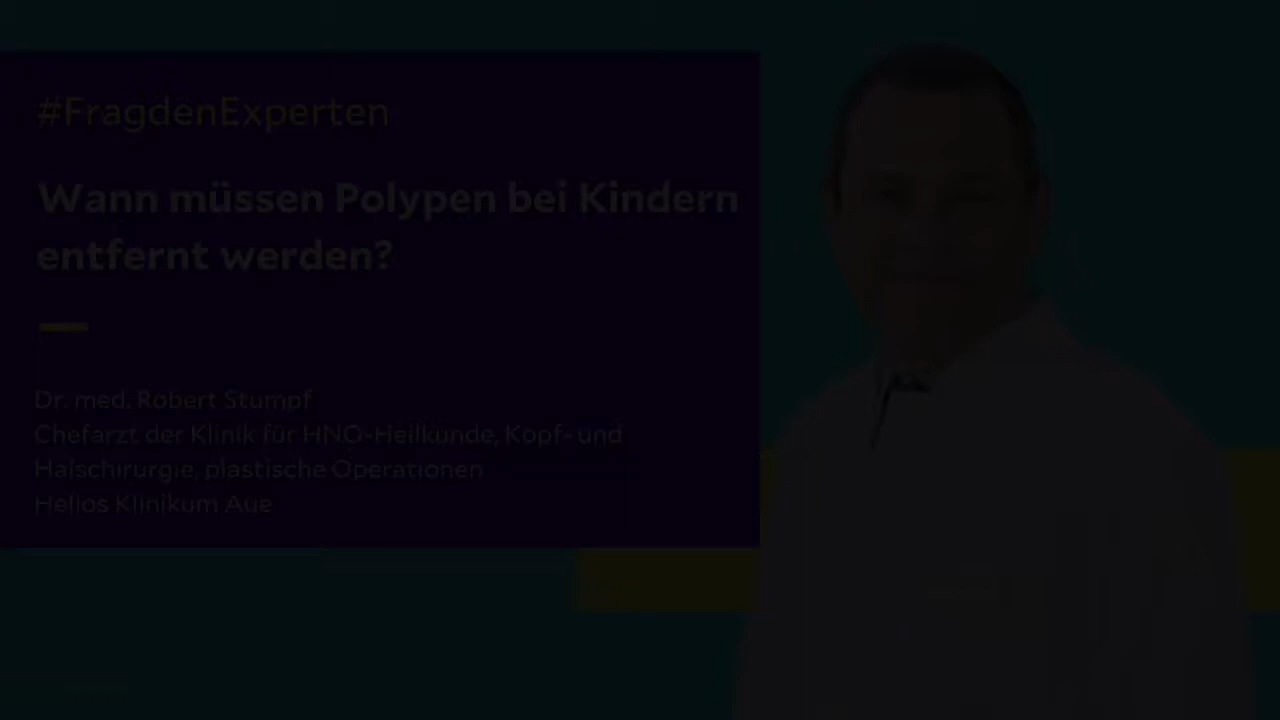 #FragdenExperten
Wann müssen Polypen bei Kindern
entfernt werden?
Dr. med. Robert Stumpf
Chefarzt der Klinik für HNO-Heilkunde, Kopf- und
Halschirurgie, plastische Operationen
Helios Klinikum Aue